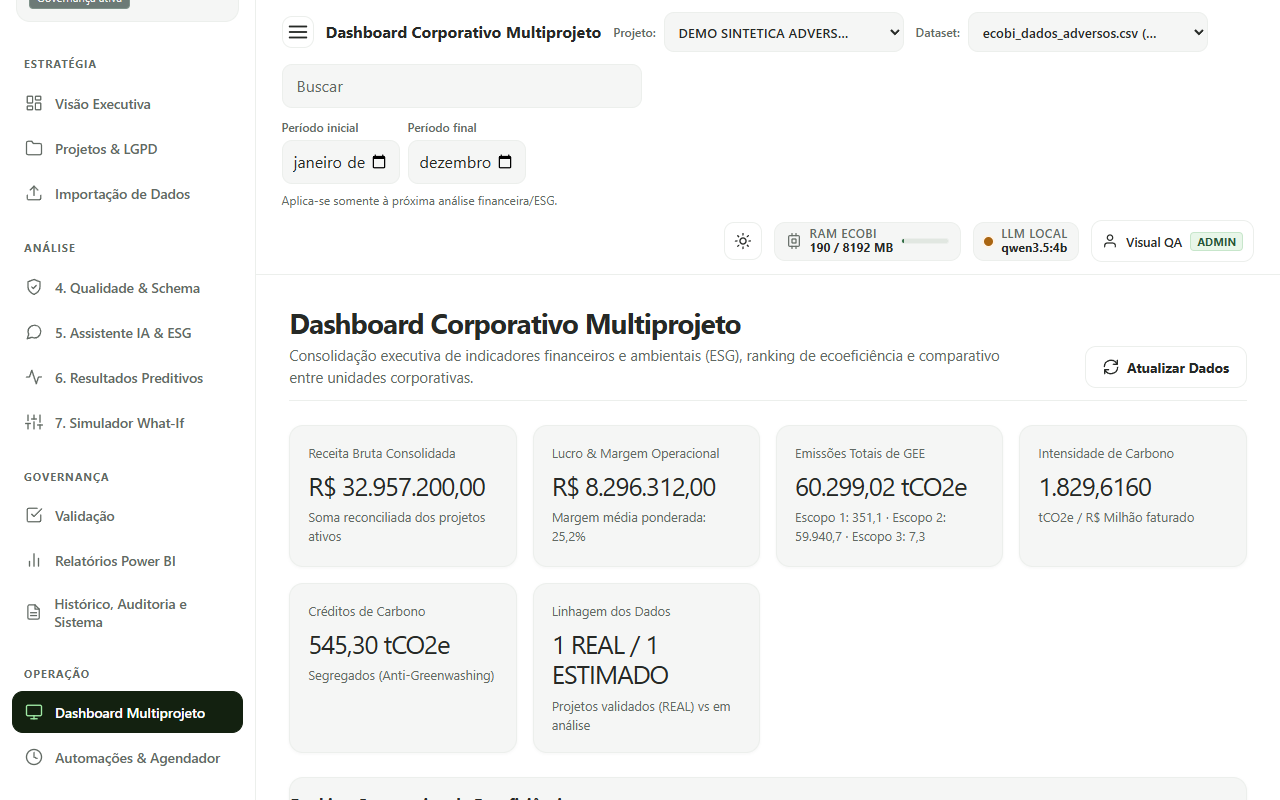 Governança ativa
ESTRATÉGIA
Visão Executiva
Projetos & LGPD
Importação de Dados
ANÁLISE
4. Qualidade & Schema
5. Assistente IA & ESG
6. Resultados Preditivos
7. Simulador What-If
GOVERNANÇA
Validação
Relatórios Power BI
Histórico, Auditoria e
Sistema
OPERAÇÃO
Dashboard Multiprojeto
Automações & Agendador
Dashboard Corporativo Multiprojeto
Projeto:
DEMO SINTETICA ADVERS...
Dataset:
ecobi_dados_adversos.csv (...
Buscar
Período inicial
Período final
janeiro de
dezembro
Aplica-se somente à próxima análise financeira/ESG.
RAM ECOBI
190 / 8192 MB
LLM LOCAL
qwen3.5:4b
Visual QA
ADMIN
Dashboard Corporativo Multiprojeto
Consolidação executiva de indicadores financeiros e ambientais (ESG), ranking de ecoeficiência e comparativo
entre unidades corporativas.
Atualizar Dados
Receita Bruta Consolidada
R$ 32.957.200,00
Soma reconciliada dos projetos
ativos
Lucro & Margem Operacional
R$ 8.296.312,00
Margem média ponderada:
25,2%
Emissões Totais de GEE
60.299,02 tCO2e
Escopo 1: 351,1 · Escopo 2:
59.940,7 · Escopo 3: 7,3
Intensidade de Carbono
1.829,6160
tCO2e / R$ Milhão faturado
Créditos de Carbono
545,30 tCO2e
Segregados (Anti-Greenwashing)
Linhagem dos Dados
1 REAL / 1
ESTIMADO
Projetos validados (REAL) vs em
análise